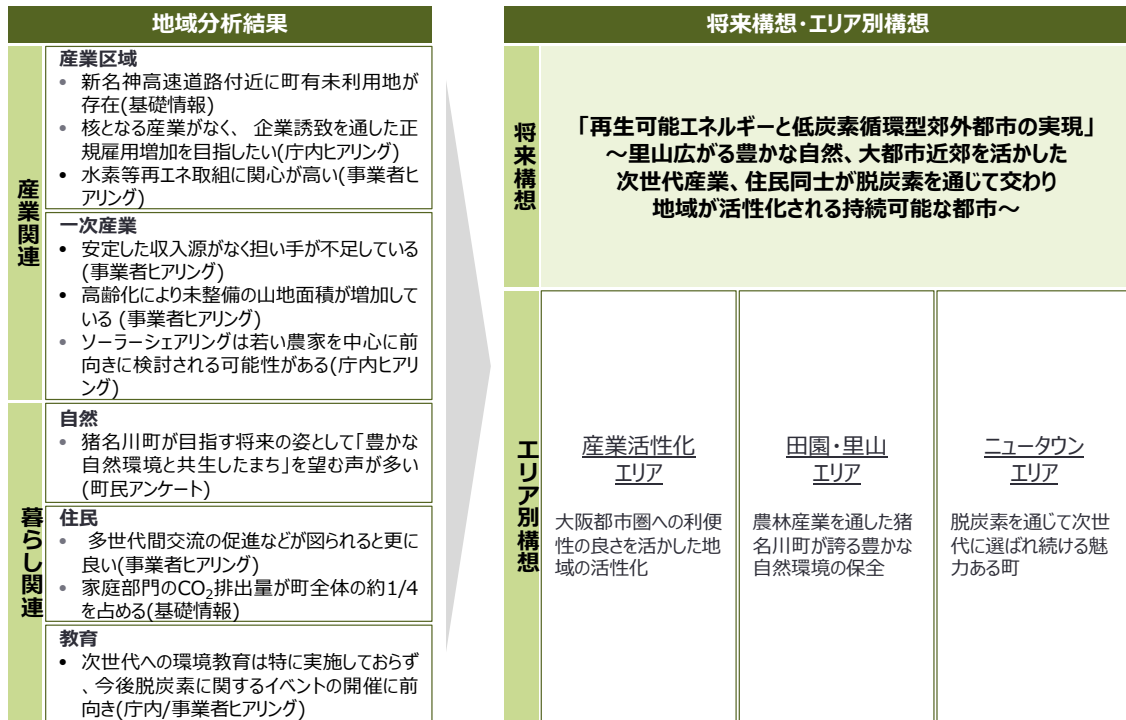 地域分析結果
産業関連
産業区域
• 新名神高速道路付近に町有未利用地が
存在(基礎情報)
• 核となる産業がなく、 企業誘致を通した正
規雇用増加を目指したい(庁内ヒアリング)
• 水素等再エネ取組に関心が高い(事業者ヒ
アリング)
一次産業
• 安定した収入源がなく担い手が不足している
(事業者ヒアリング)
• 高齢化により未整備の山地面積が増加して
いる (事業者ヒアリング)
• ソーラーシェアリングは若い農家を中心に前
向きに検討される可能性がある(庁内ヒアリ
ング)
暮らし関連
自然
• 猪名川町が目指す将来の姿として「豊かな
自然環境と共生したまち」を望む声が多い
(町民アンケート)
住民
• 多世代間交流の促進などが図られると更に
良い(事業者ヒアリング)
• 家庭部門のCO₂排出量が町全体の約1/4
を占める(基礎情報)
教育
• 次世代への環境教育は特に実施しておらず
、今後脱炭素に関するイベントの開催に前
向き(庁内/事業者ヒアリング)
将来構想・エリア別構想
将来構想
「再生可能エネルギーと低炭素循環型郊外都市の実現」
～里山広がる豊かな自然、大都市近郊を活かした
次世代産業、住民同士が脱炭素を通じて交わり
地域が活性化される持続可能な都市～
エリア別構想
産業活性化
エリア
大阪都市圏への利便
性の良さを活かした地
域の活性化
田園・里山
エリア
農林産業を通した猪
名川町が誇る豊かな
自然環境の保全
ニュータウン
エリア
脱炭素を通じて次世
代に選ばれ続ける魅
力ある町